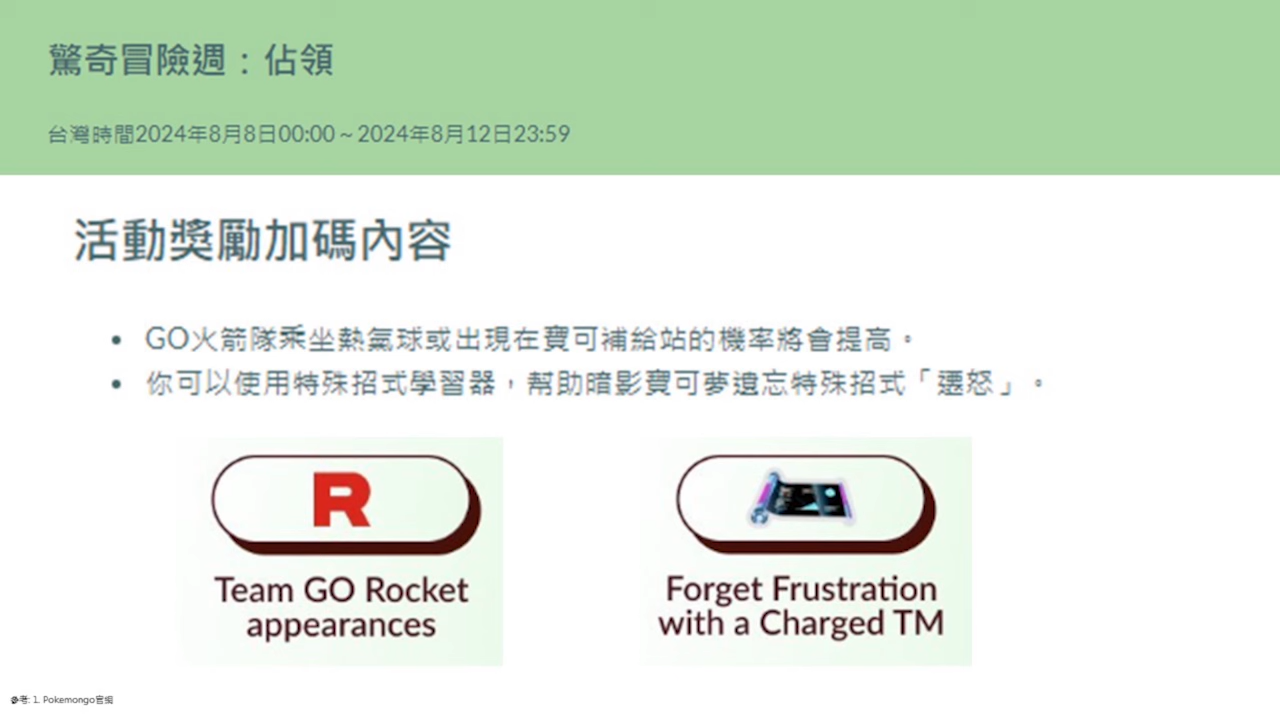 驚奇冒險週：佔領
台灣時間2024年8月8日00:00 ~ 2024年8月12日23:59
活動獎勵加碼內容
• GO火箭隊乘坐熱氣球或出現在寶可補給站的機率將會提高。
• 你可以使用特殊招式學習器，幫助暗影寶可夢遺忘特殊招式「遷怒」。
R
Team GO Rocket
appearances
Forget Frustration
with a Charged TM
參考: 1. Pokemongo官網